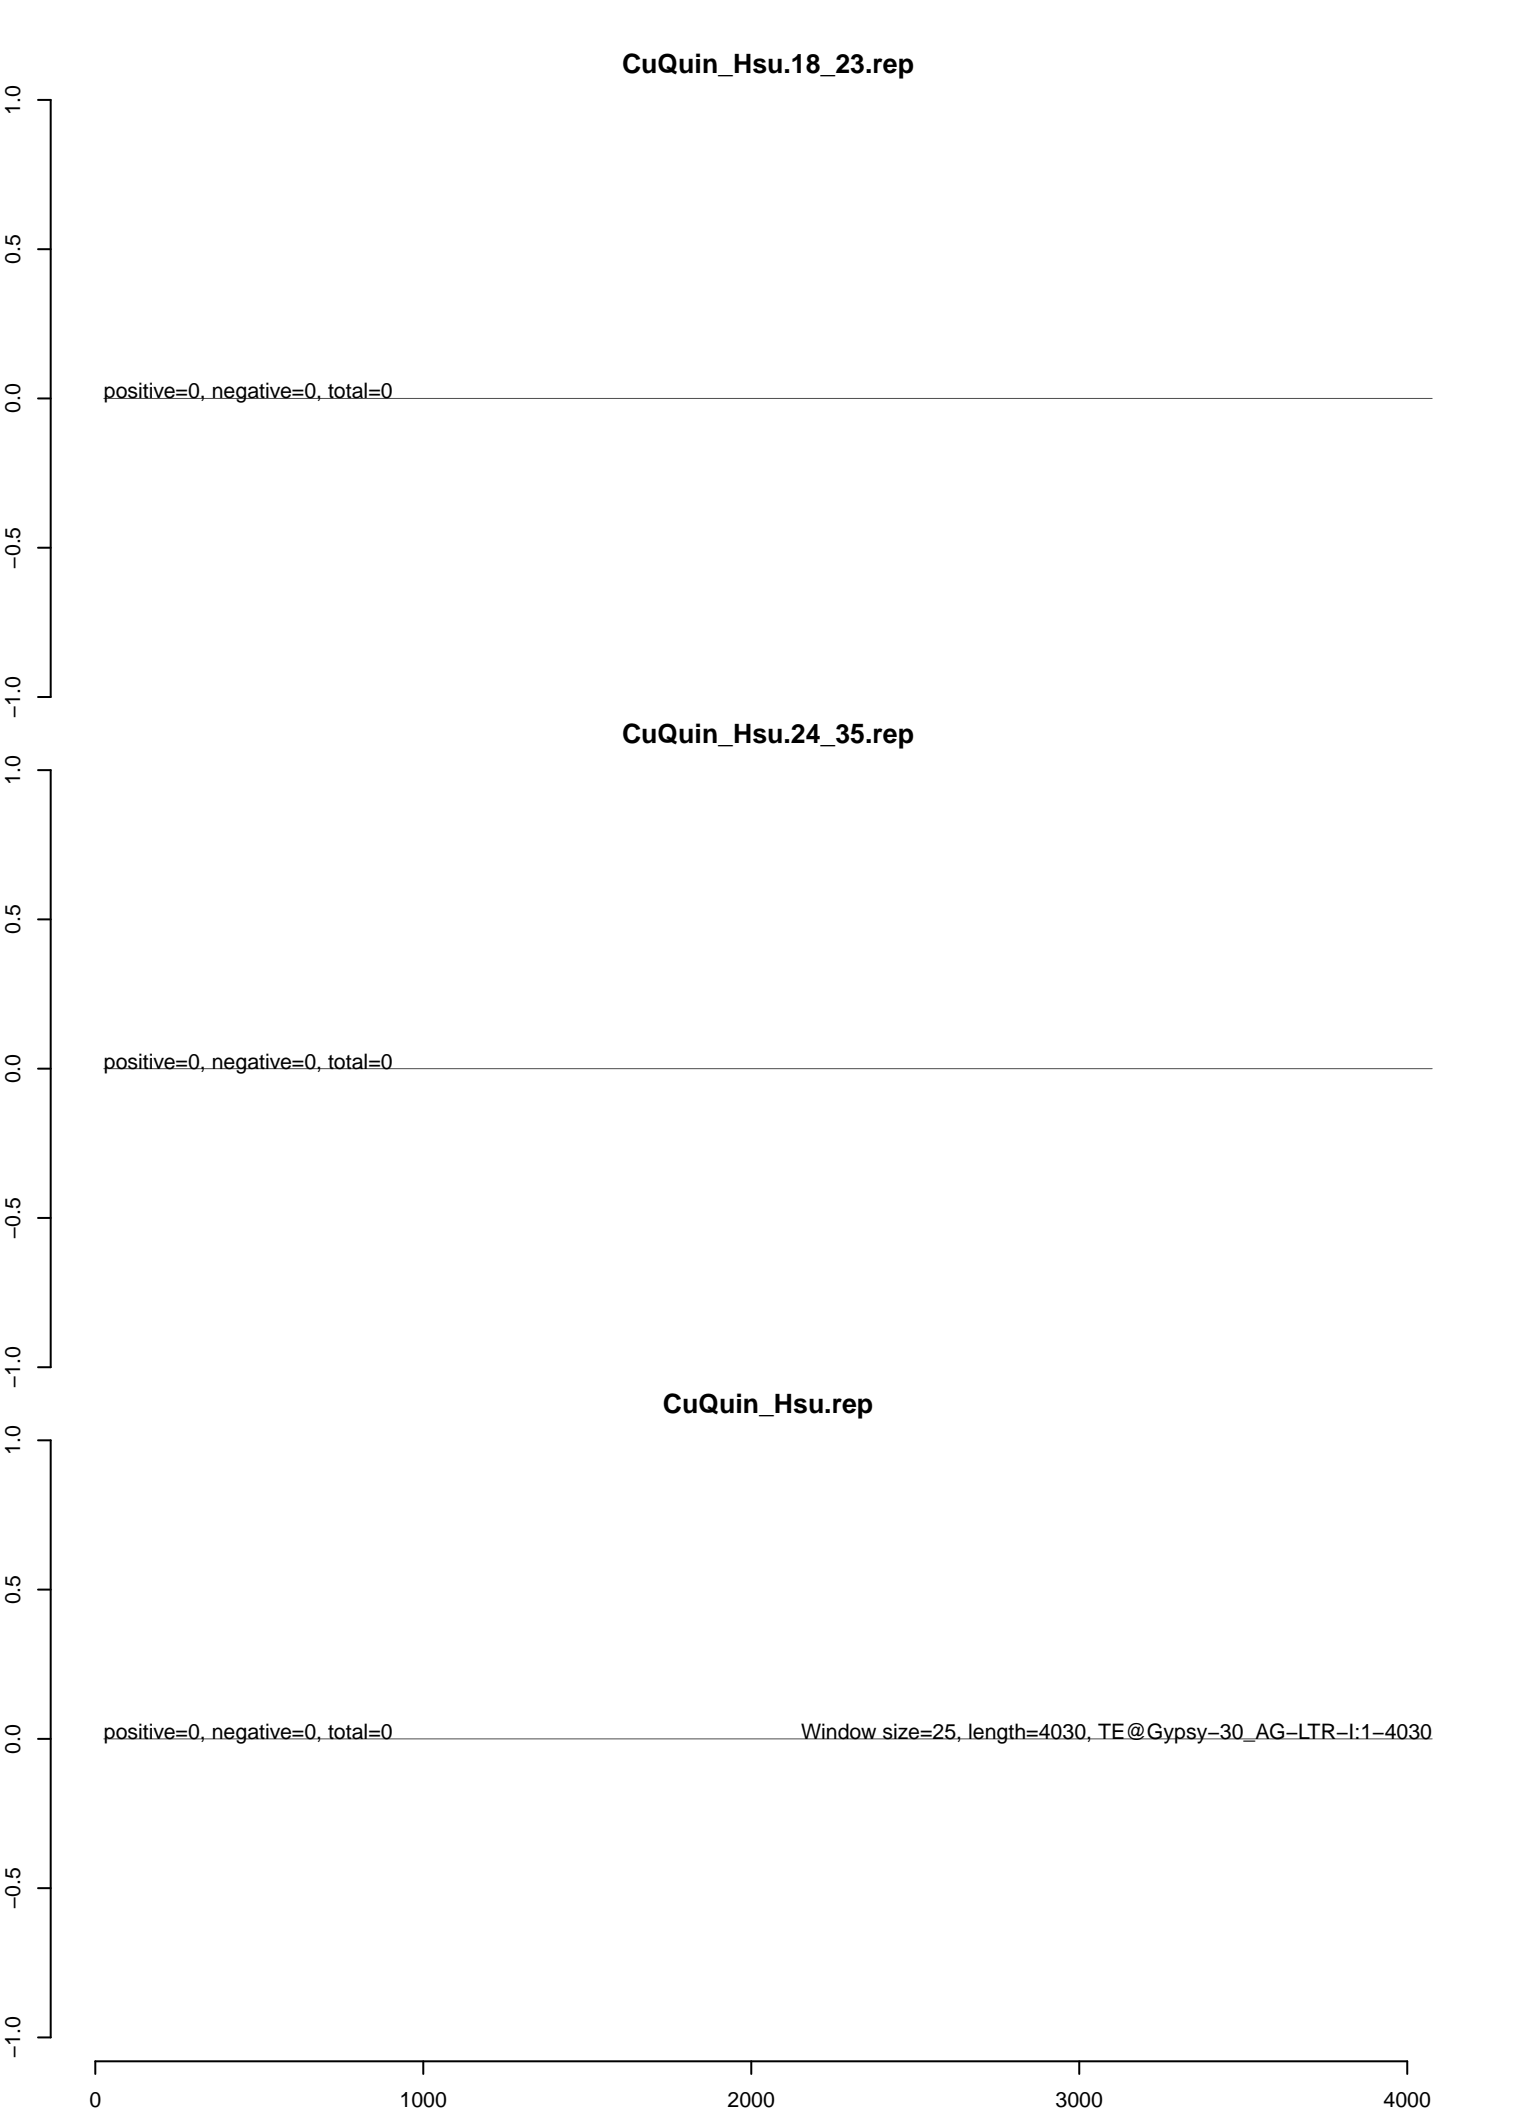 CuQuin_Hsu.18_23.rep
1.0
0.5
0.0
−0.5
−1.0
positive=0, negative=0, total=0
CuQuin_Hsu.24_35.rep
1.0
0.5
0.0
−0.5
−1.0
positive=0, negative=0, total=0
CuQuin_Hsu.rep
1.0
0.5
0.0
−0.5
−1.0
positive=0, negative=0, total=0
Window size=25, length=4030, TE@Gypsy−30_AG−LTR−I:1−4030
0 1000 2000 3000 4000